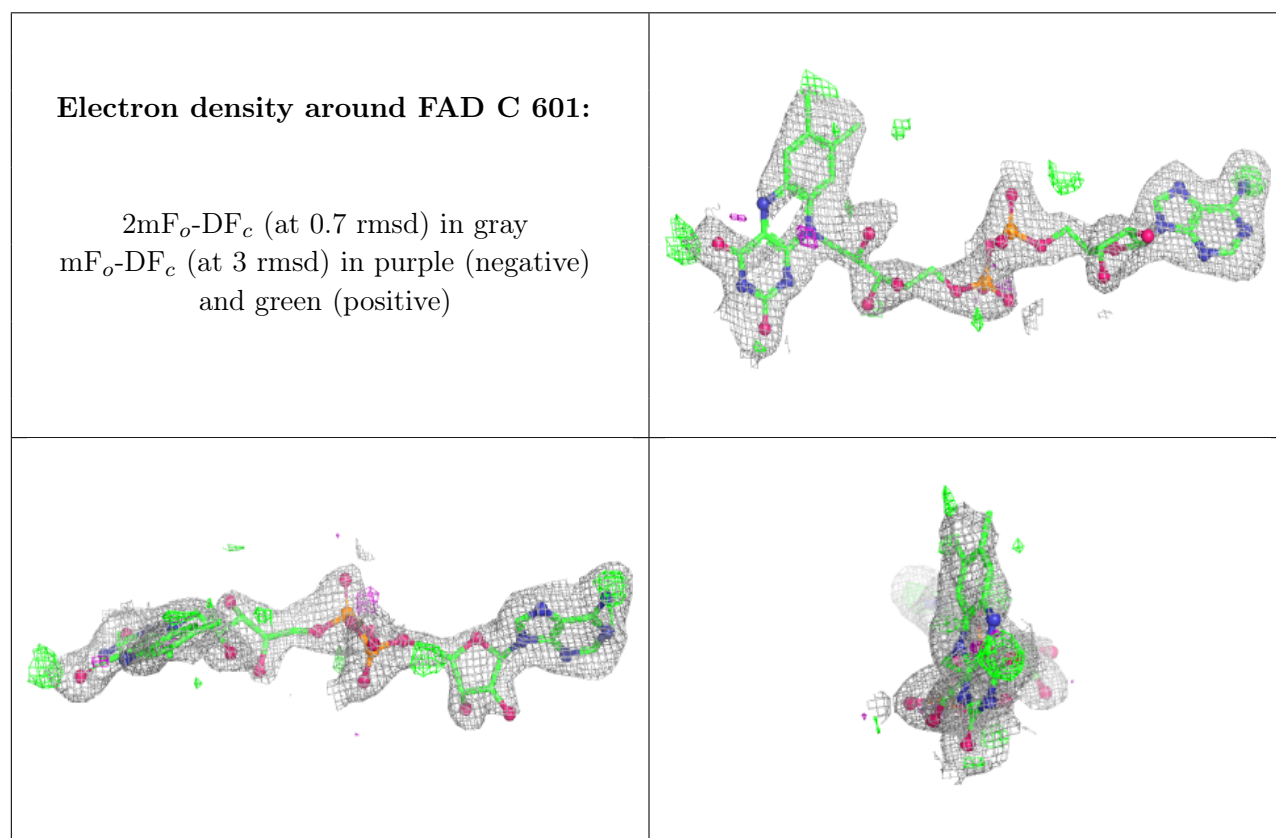 Electron density around FAD C 601:
2mFₒ-DF𝒸 (at 0.7 rmsd) in gray
mFₒ-DF𝒸 (at 3 rmsd) in purple (negative)
and green (positive)